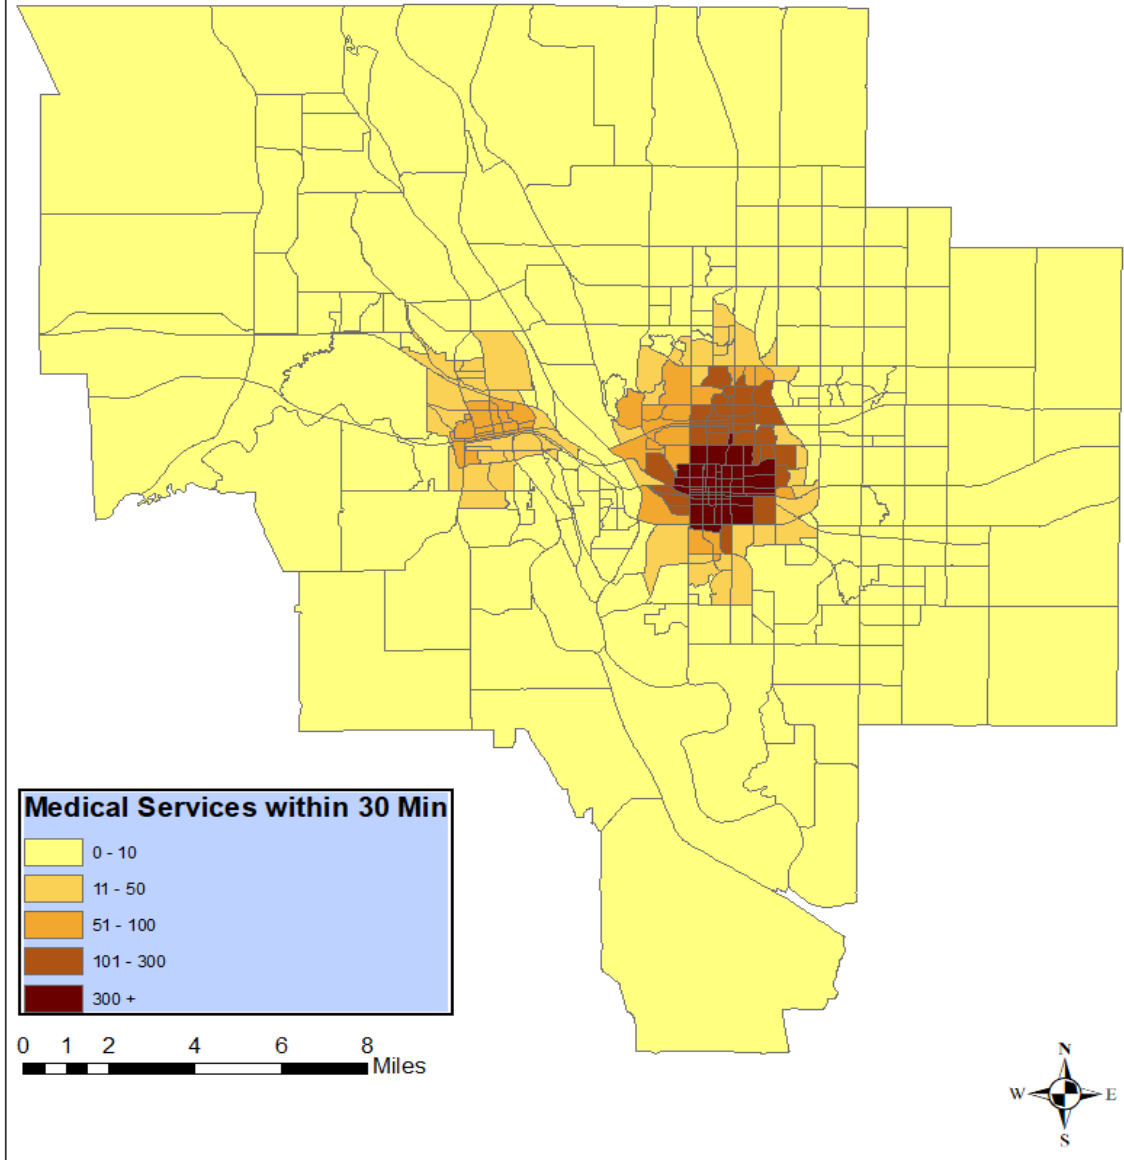 Medical Services within 30 Min
0 - 10
11 - 50
51 - 100
101 - 300
300 +
0 1 2 4 6 8
Miles
N
W E
S